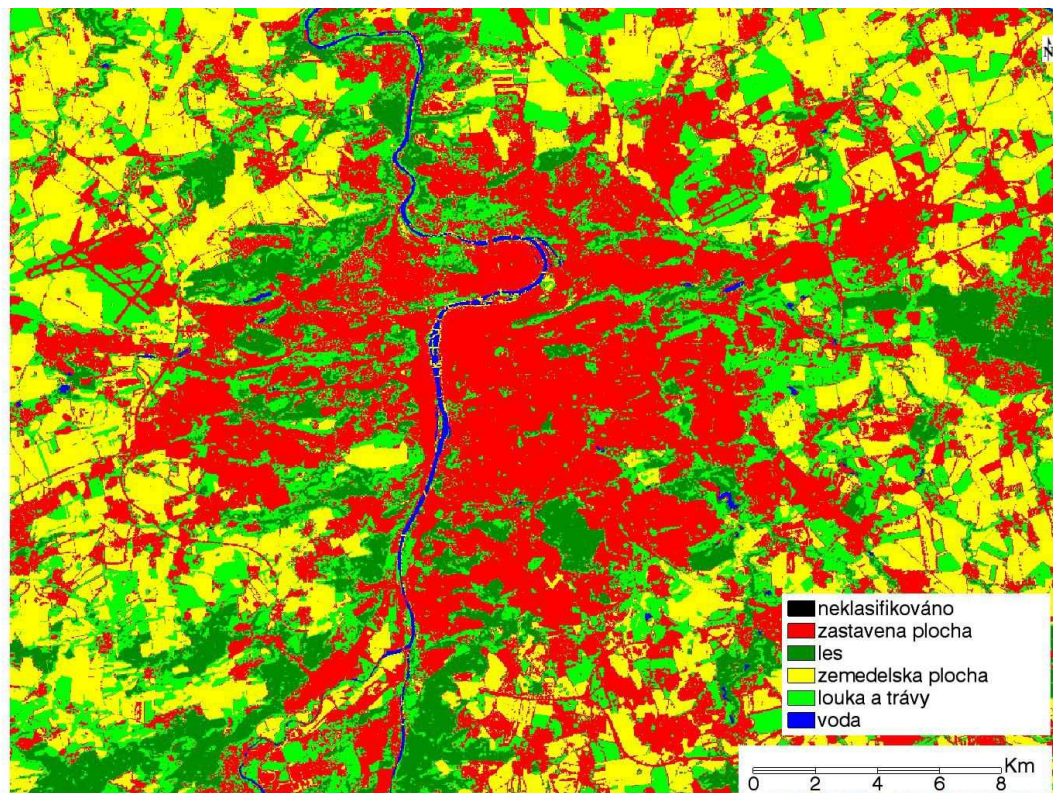 N
neklasifikováno
zastavena plocha
les
zemedelska plocha
louka a trávy
voda
Km
0 2 4 6 8